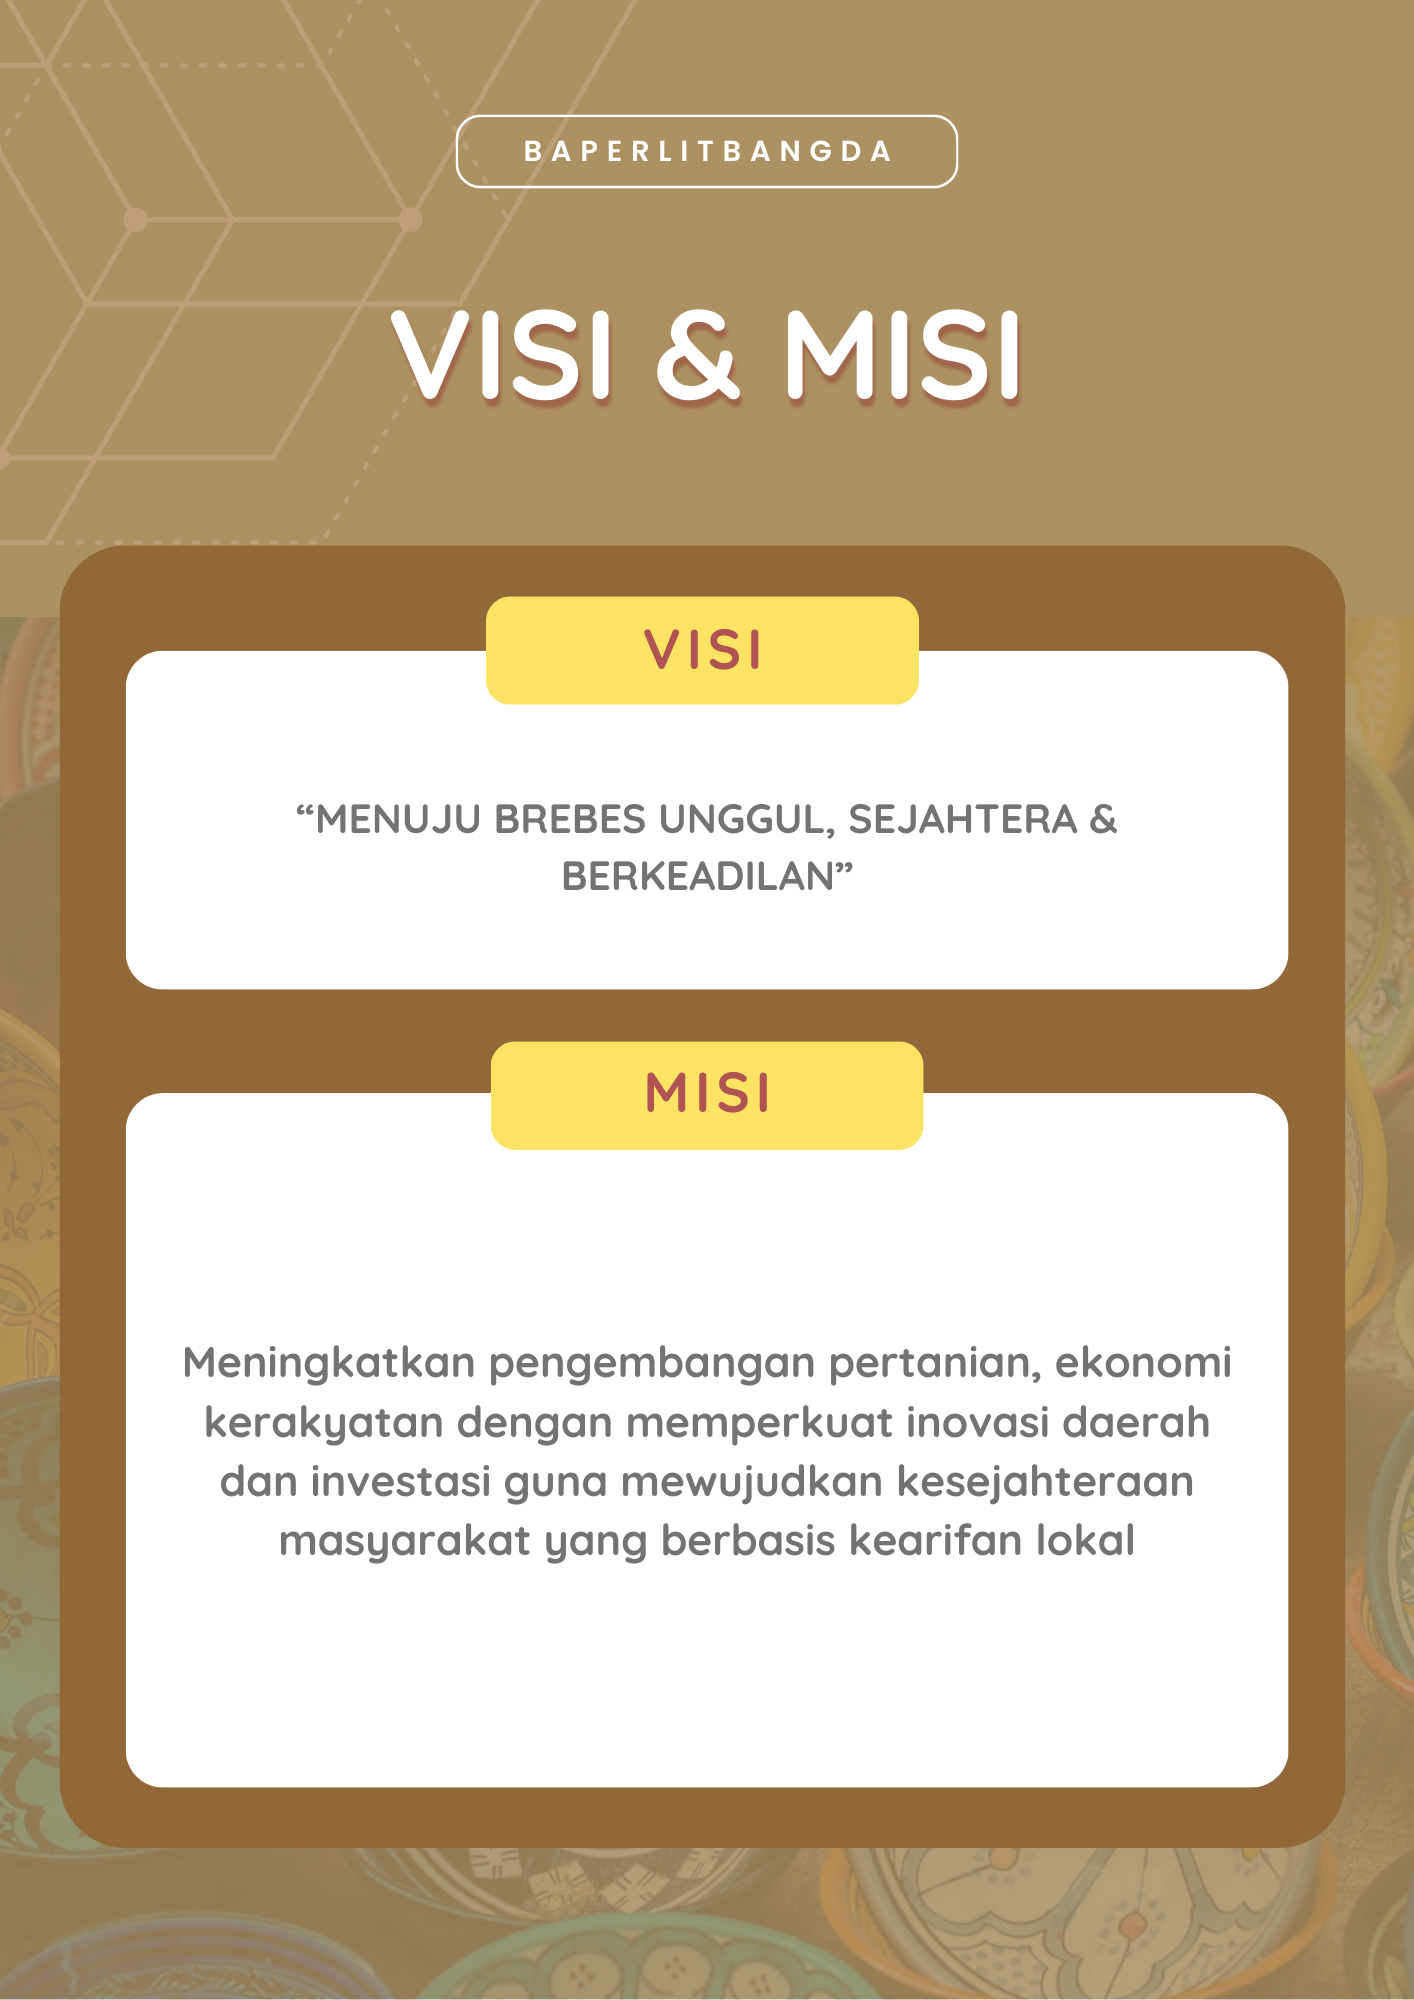 BAPERLITBANGDA
VISI & MISI
VISI
“MENUJU BREBES UNGGUL, SEJAHTERA &
BERKEADILAN”
MISI
Meningkatkan pengembangan pertanian, ekonomi
kerakyatan dengan memperkuat inovasi daerah
dan investasi guna mewujudkan kesejahteraan
masyarakat yang berbasis kearifan lokal